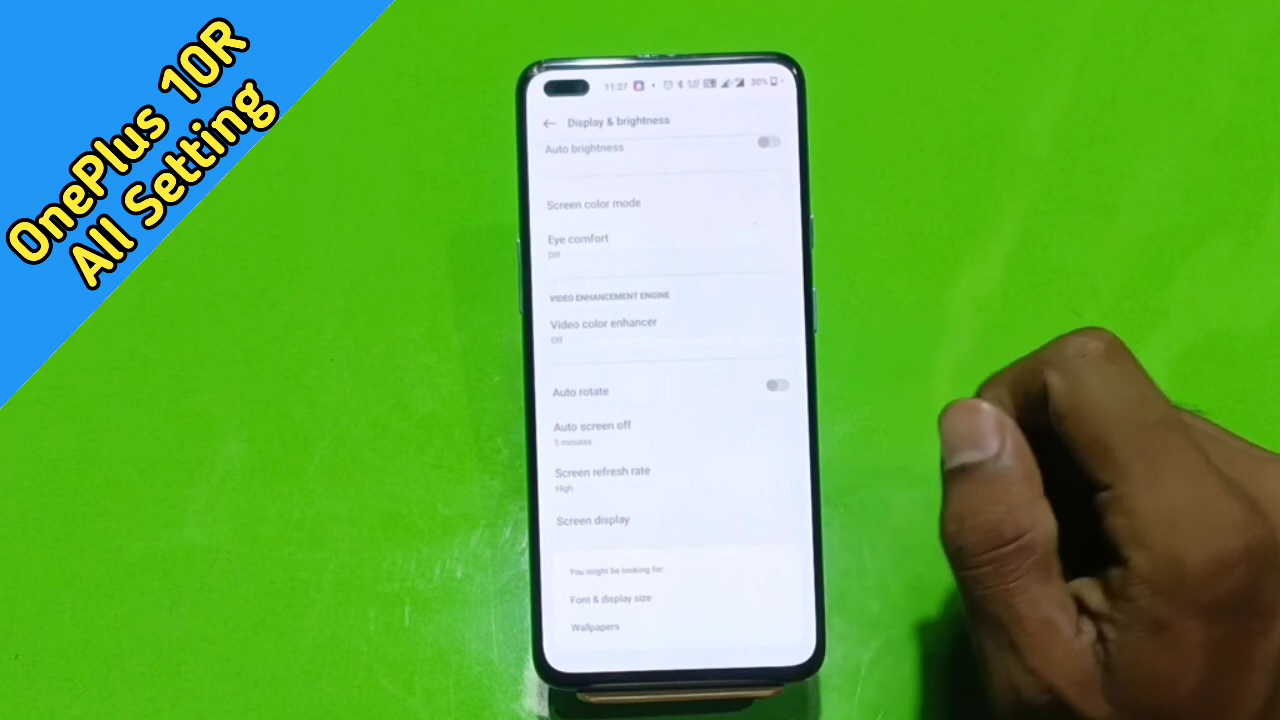 OnePlus 10R
All Setting
11:27
30%
Display & brightness
Auto brightness
Screen color mode
Eye comfort
Off
VIDEO ENHANCEMENT ENGINE
Video color enhancer
Off
Auto rotate
Auto screen off
5 minutes
Screen refresh rate
High
Screen display
You might be looking for:
Font & display size
Wallpapers